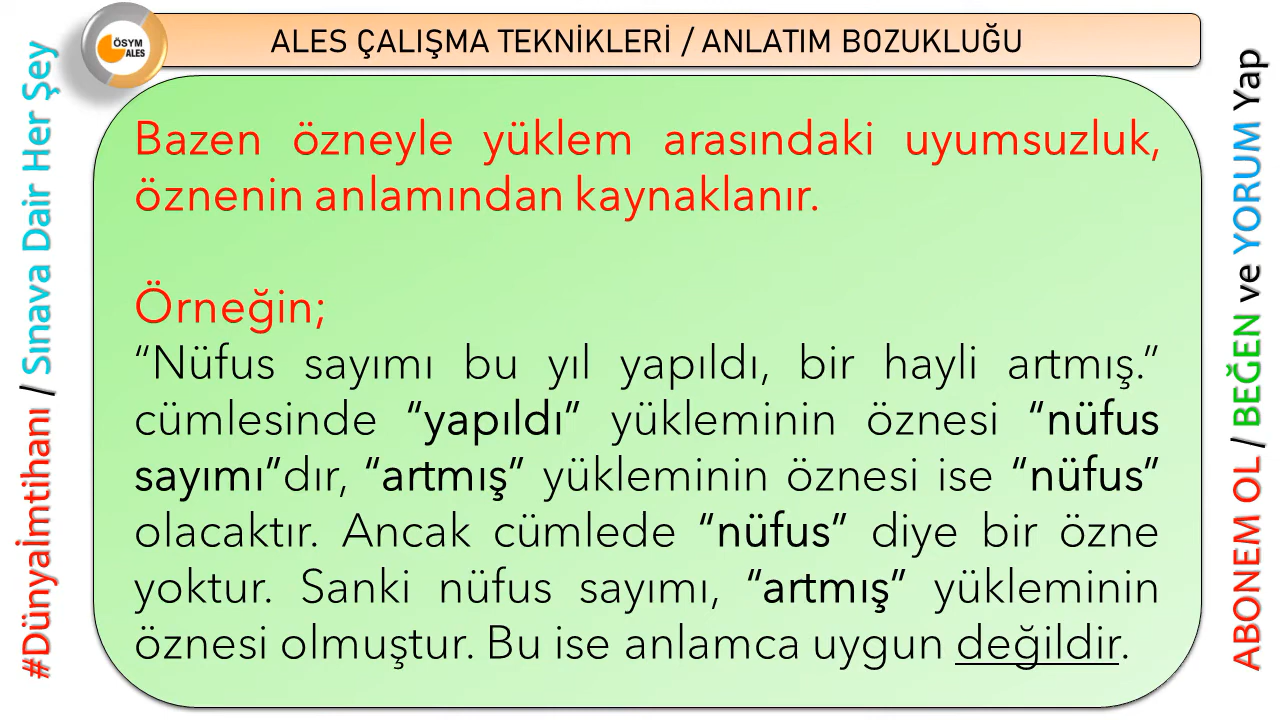 ÖSYM
ALES
ALES ÇALIŞMA TEKNİKLERİ / ANLATIM BOZUKLUĞU
#Dünyaİmtihanı / Sınava Dair Her Şey
Bazen özneyle yüklem arasındaki uyumsuzluk,
öznenin anlamından kaynaklanır.
Örneğin;
“Nüfus sayımı bu yıl yapıldı, bir hayli artmış.”
cümlesinde “yapıldı” yükleminin öznesi “nüfus
sayımı”dır, “artmış” yükleminin öznesi ise “nüfus”
olacaktır. Ancak cümlede “nüfus” diye bir özne
yoktur. Sanki nüfus sayımı, “artmış” yükleminin
öznesi olmuştur. Bu ise anlamca uygun değildir.
ABONEM OL / BEĞEN ve YORUM Yap